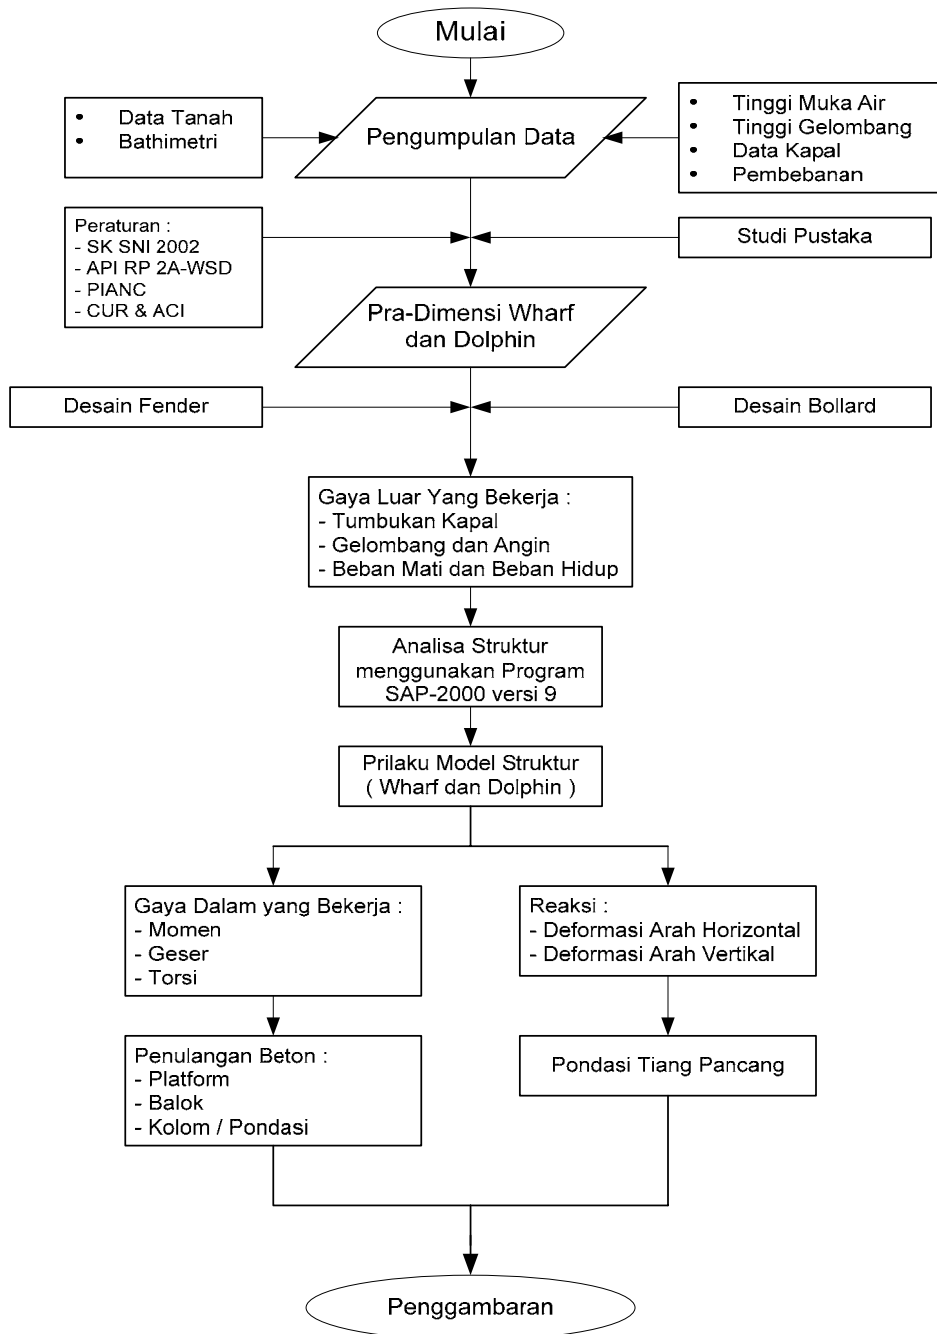 Mulai
• Data Tanah
• Bathimetri
Pengumpulan Data
• Tinggi Muka Air
• Tinggi Gelombang
• Data Kapal
• Pembebanan
Peraturan :
- SK SNI 2002
- API RP 2A-WSD
- PIANC
- CUR & ACI
Studi Pustaka
Pra-Dimensi Wharf
dan Dolphin
Desain Fender
Desain Bollard
Gaya Luar Yang Bekerja :
- Tumbukan Kapal
- Gelombang dan Angin
- Beban Mati dan Beban Hidup
Analisa Struktur
menggunakan Program
SAP-2000 versi 9
Prilaku Model Struktur
( Wharf dan Dolphin )
Gaya Dalam yang Bekerja :
- Momen
- Geser
- Torsi
Reaksi :
- Deformasi Arah Horizontal
- Deformasi Arah Vertikal
Penulangan Beton :
- Platform
- Balok
- Kolom / Pondasi
Pondasi Tiang Pancang
Penggambaran